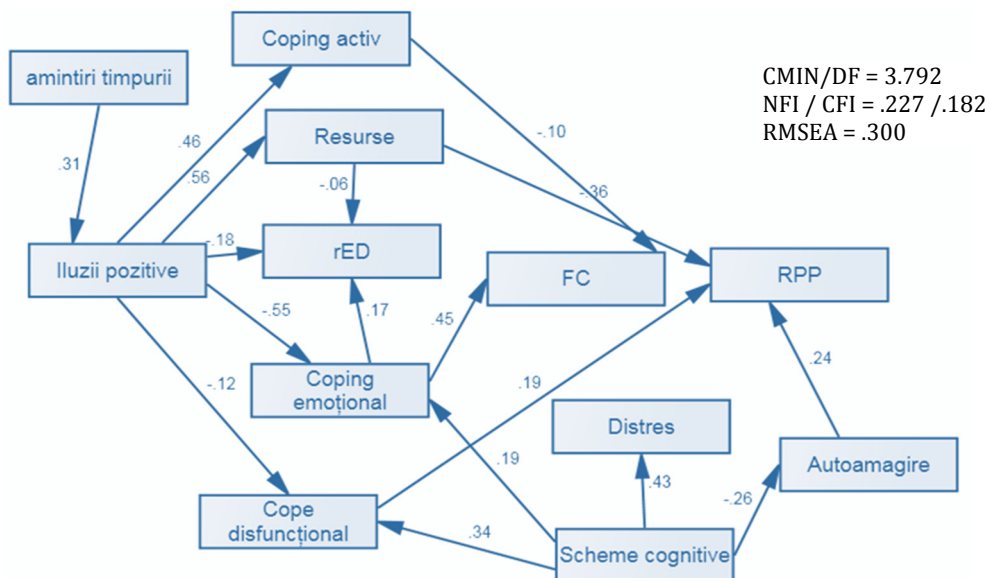 Coping activ
amintiri timpurii
CMIN/DF = 3.792
NFI / CFI = .227 /.182
RMSEA = .300
.46
Resurse
-.10
.31
.56
-.06
-.36
-.18
rED
Iluzii pozitive
FC
RPP
-.55
.17
.45
.24
Coping
emoțional
-.12
.19
Distres
Autoamagire
.19
.43
-.26
Cope
disfuncțional
.34
Scheme cognitive